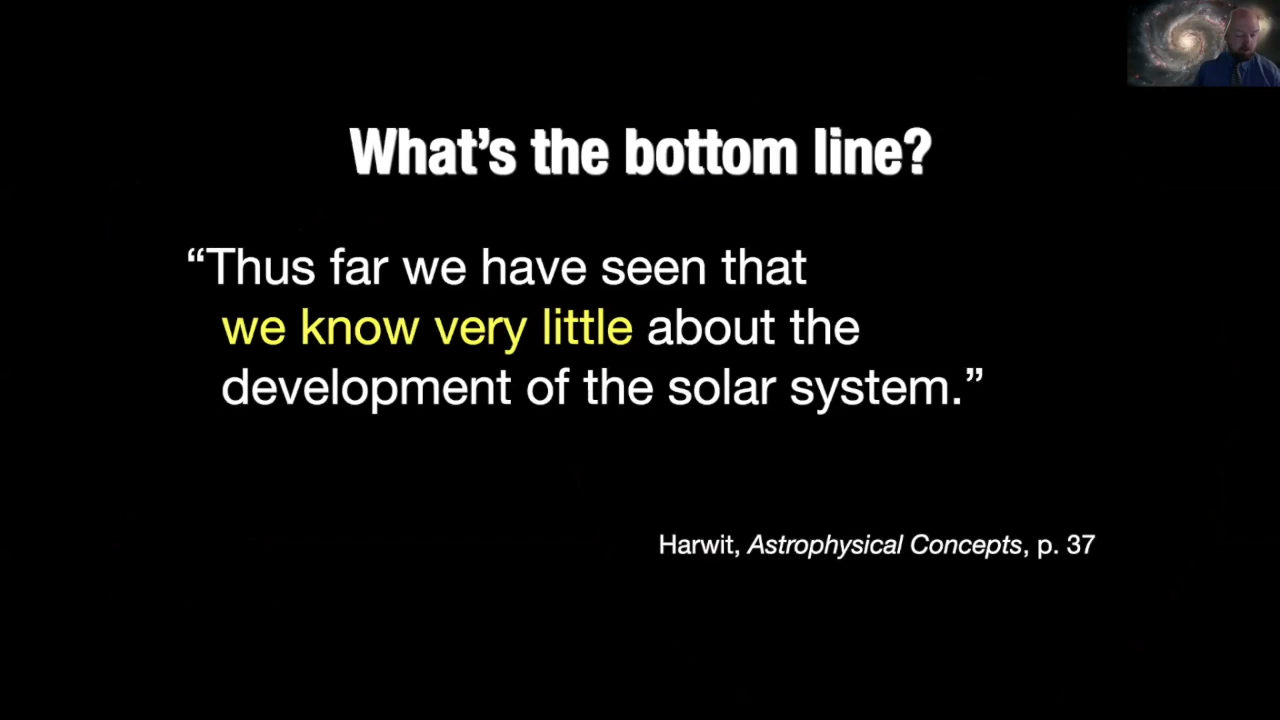 What’s the bottom line?
“Thus far we have seen that
we know very little about the
development of the solar system.”
Harwit, Astrophysical Concepts, p. 37